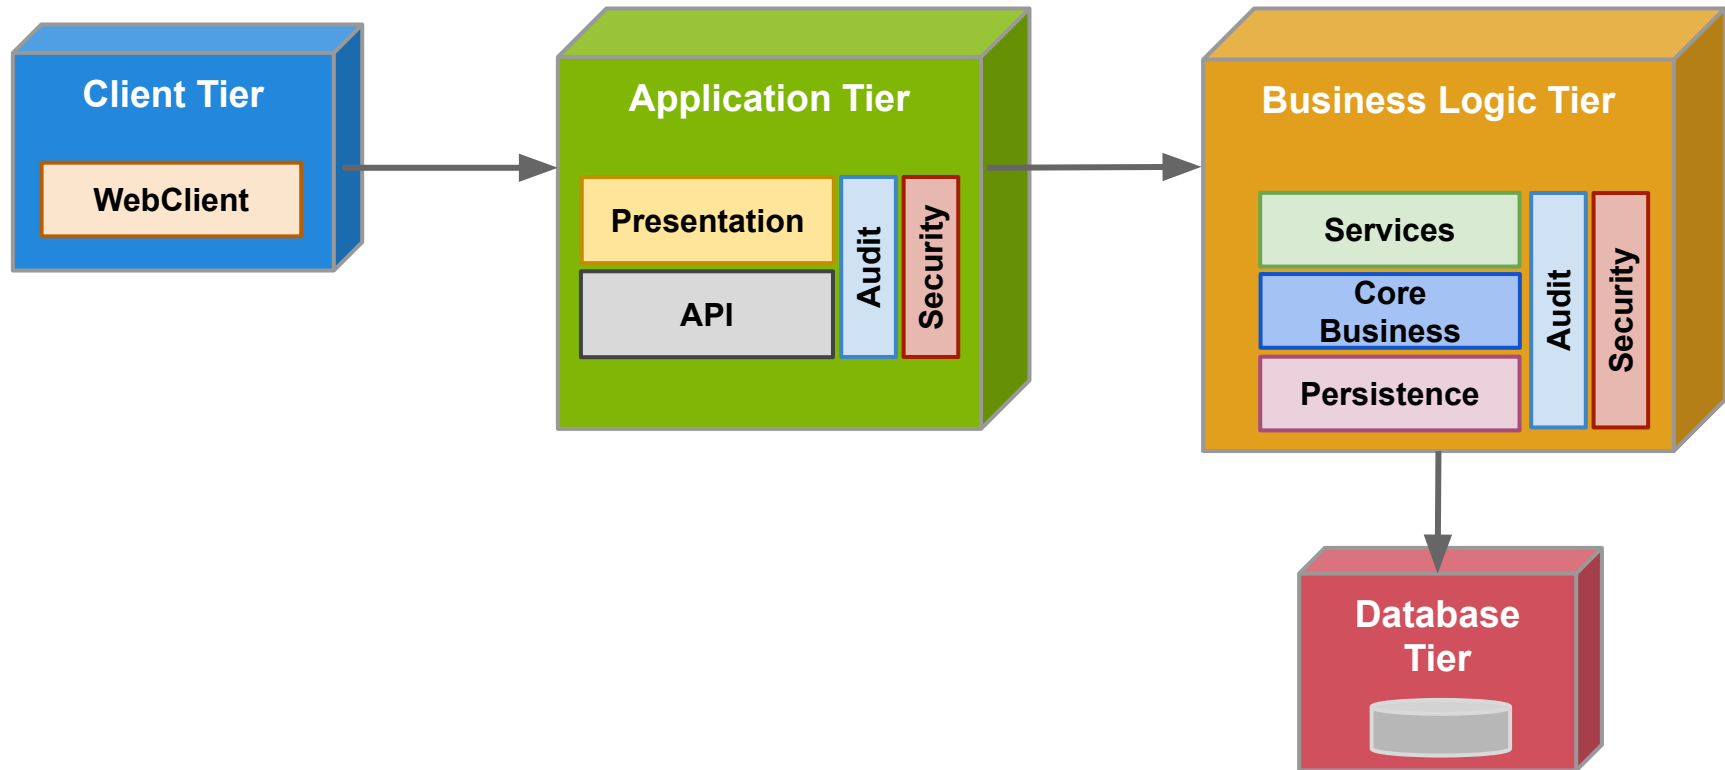 Client Tier
WebClient
Application Tier
Presentation
API
Audit
Security
Business Logic Tier
Services
Core
Business
Persistence
Audit
Security
Database
Tier